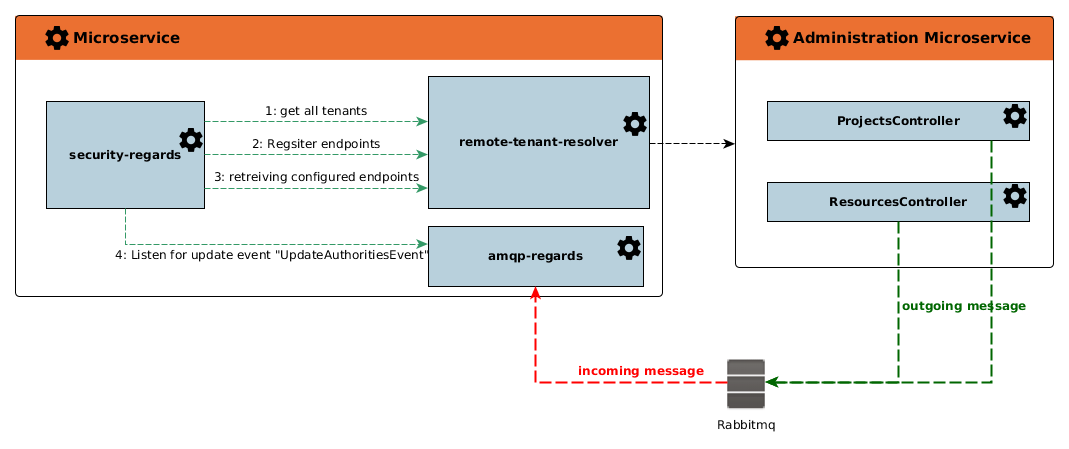 Microservice
Administration Microservice
1: get all tenants
2: Regsiter endpoints
3: retreiving configured endpoints
security-regards
remote-tenant-resolver
4: Listen for update event "UpdateAuthoritiesEvent"
amqp-regards
ProjectsController
ResourcesController
outgoing message
incoming message
Rabbitmq